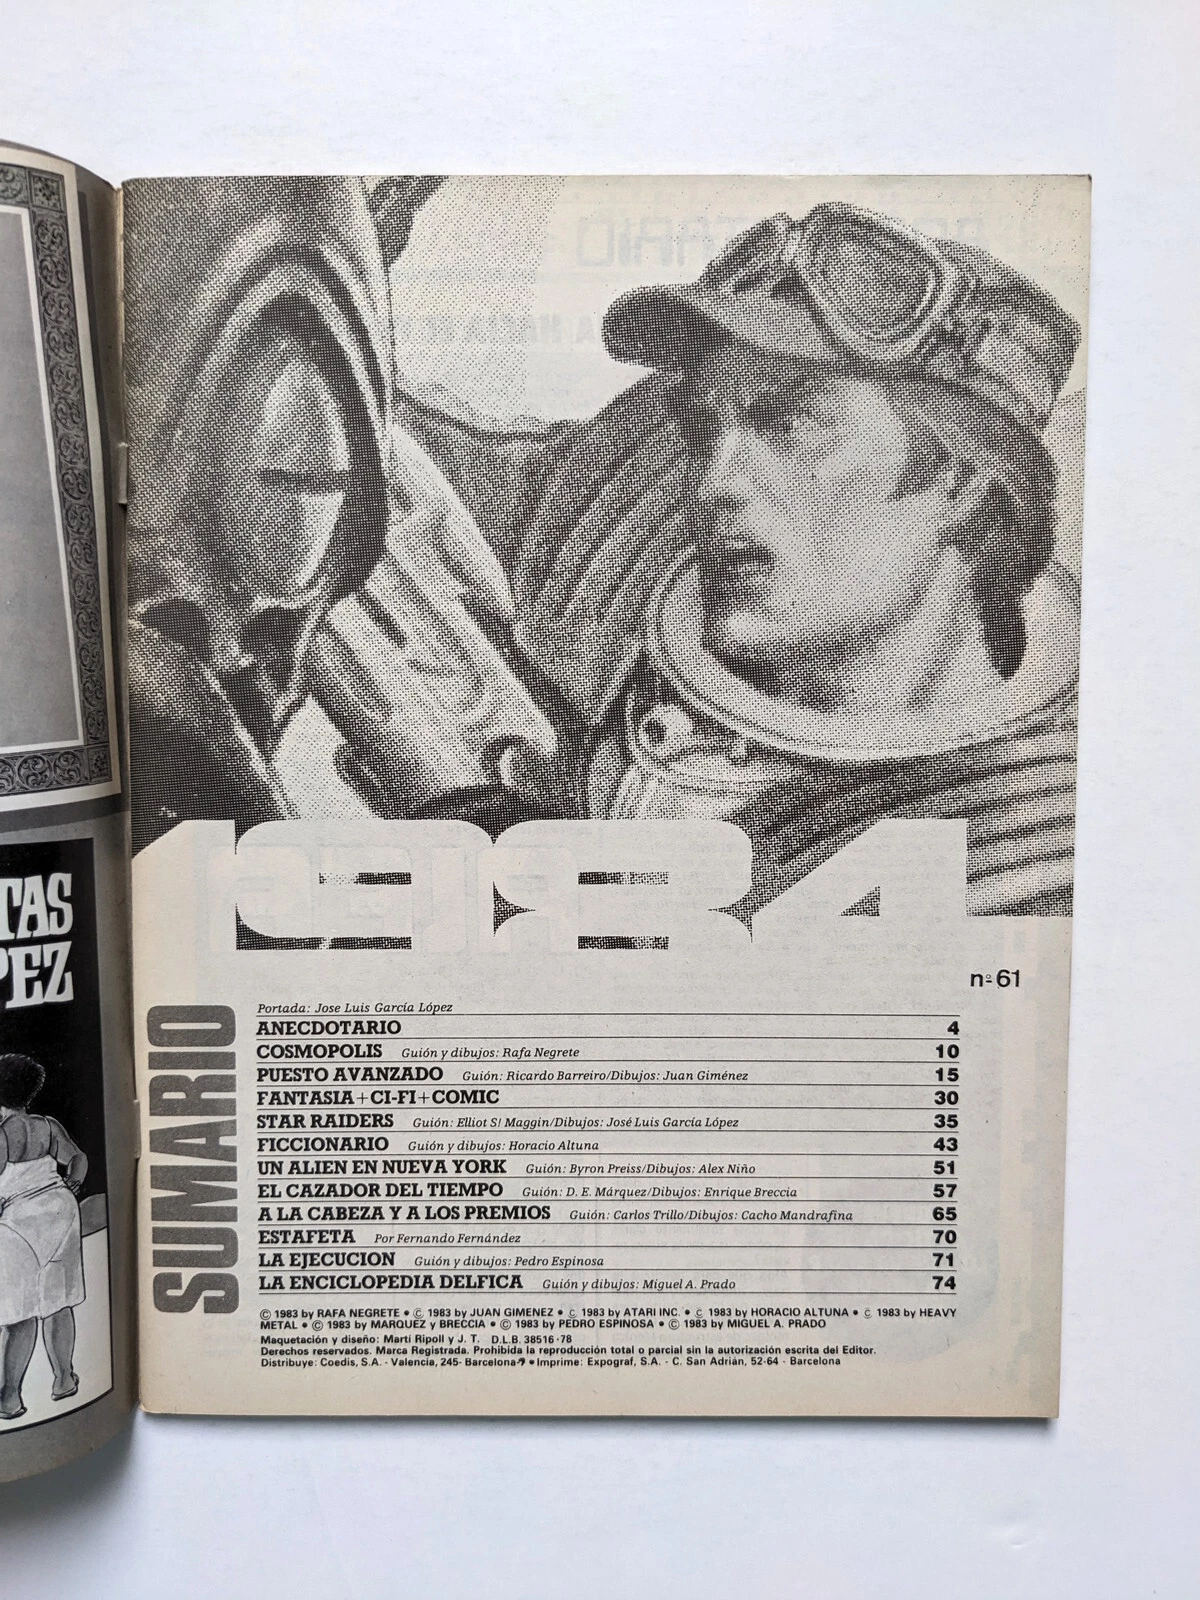 TAS
PEZ
1984
nº 61
SUMARIO
Portada: Jose Luis García López
ANECDOTARIO 4
COSMOPOLIS Guión y dibujos: Rafa Negrete 10
PUESTO AVANZADO Guión: Ricardo Barreiro/Dibujos: Juan Giménez 15
FANTASIA+CI-FI+COMIC 30
STAR RAIDERS Guión: Elliot S! Maggin/Dibujos: José Luis García López 35
FICCIONARIO Guión y dibujos: Horacio Altuna 43
UN ALIEN EN NUEVA YORK Guión: Byron Preiss/Dibujos: Alex Niño 51
EL CAZADOR DEL TIEMPO Guión: D. E. Márquez/Dibujos: Enrique Breccia 57
A LA CABEZA Y A LOS PREMIOS Guión: Carlos Trillo/Dibujos: Cacho Mandrafina 65
ESTAFETA Por Fernando Fernández 70
LA EJECUCION Guión y dibujos: Pedro Espinosa 71
LA ENCICLOPEDIA DELFICA Guión y dibujos: Miguel A. Prado 74
© 1983 by RAFA NEGRETE • © 1983 by JUAN GIMENEZ • © 1983 by ATARI INC. • © 1983 by HORACIO ALTUNA • © 1983 by HEAVY
METAL • © 1983 by MARQUEZ y BRECCIA • © 1983 by PEDRO ESPINOSA • © 1983 by MIGUEL A. PRADO
Maquetación y diseño: Martí Ripoll y J. T. D.L.B. 38516-78
Derechos reservados. Marca Registrada. Prohibida la reproducción total o parcial sin la autorización escrita del Editor.
Distribuye: Coedis, S.A. - Valencia, 245- Barcelona-7 • Imprime: Expograf, S.A. - C. San Adrián, 52-64 - Barcelona